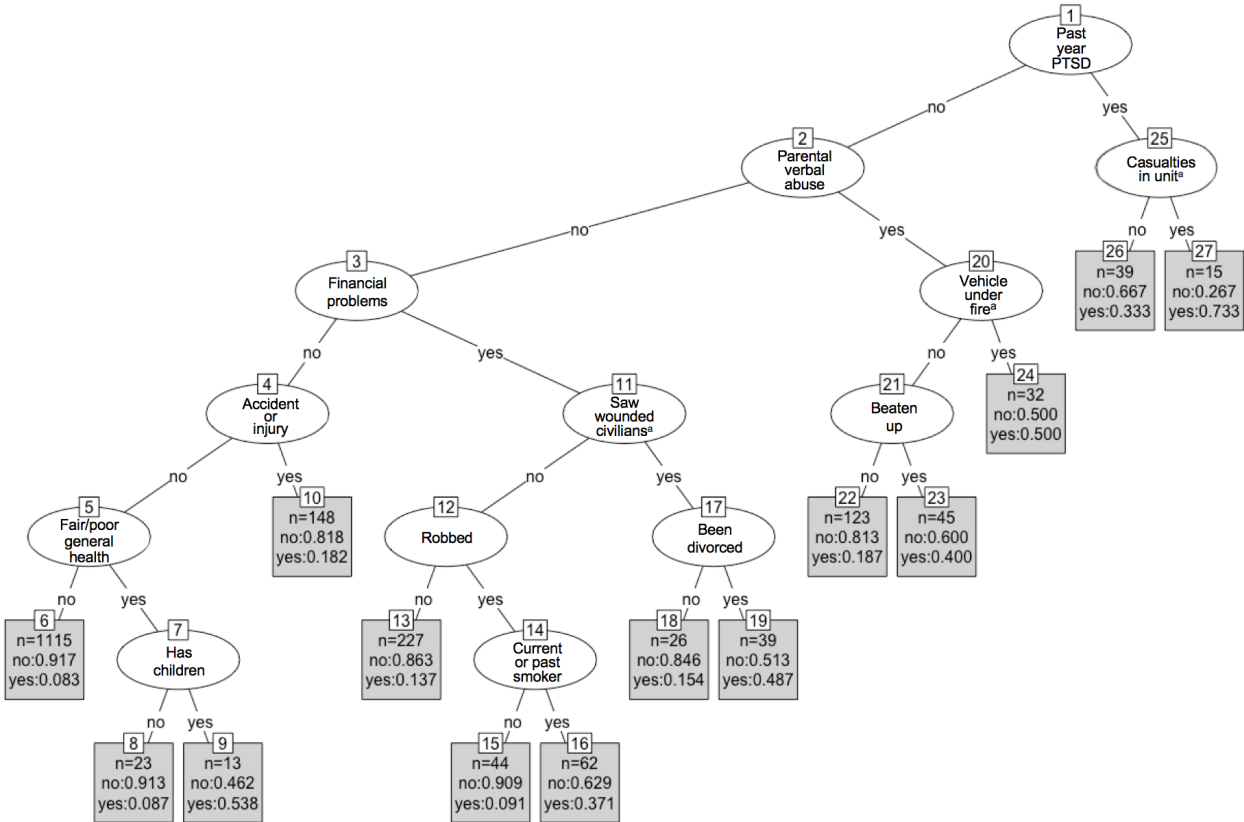 1
Past
year
PTSD
no
yes
2
Parental
verbal
abuse
25
Casualties
in unitᵃ
no
yes
no
yes
3
Financial
problems
20
Vehicle
under
fireᵃ
26
n=39
no:0.667
yes:0.333
27
n=15
no:0.267
yes:0.733
no
yes
no
yes
4
Accident
or
injury
11
Saw
wounded
civiliansᵃ
21
Beaten
up
24
n=32
no:0.500
yes:0.500
no
yes
no
yes
no
yes
5
Fair/poor
general
health
10
n=148
no:0.818
yes:0.182
12
Robbed
17
Been
divorced
22
n=123
no:0.813
yes:0.187
23
n=45
no:0.600
yes:0.400
no
yes
no
yes
no
yes
6
n=1115
no:0.917
yes:0.083
7
Has
children
13
n=227
no:0.863
yes:0.137
14
Current
or past
smoker
18
n=26
no:0.846
yes:0.154
19
n=39
no:0.513
yes:0.487
no
yes
no
yes
8
n=23
no:0.913
yes:0.087
9
n=13
no:0.462
yes:0.538
15
n=44
no:0.909
yes:0.091
16
n=62
no:0.629
yes:0.371